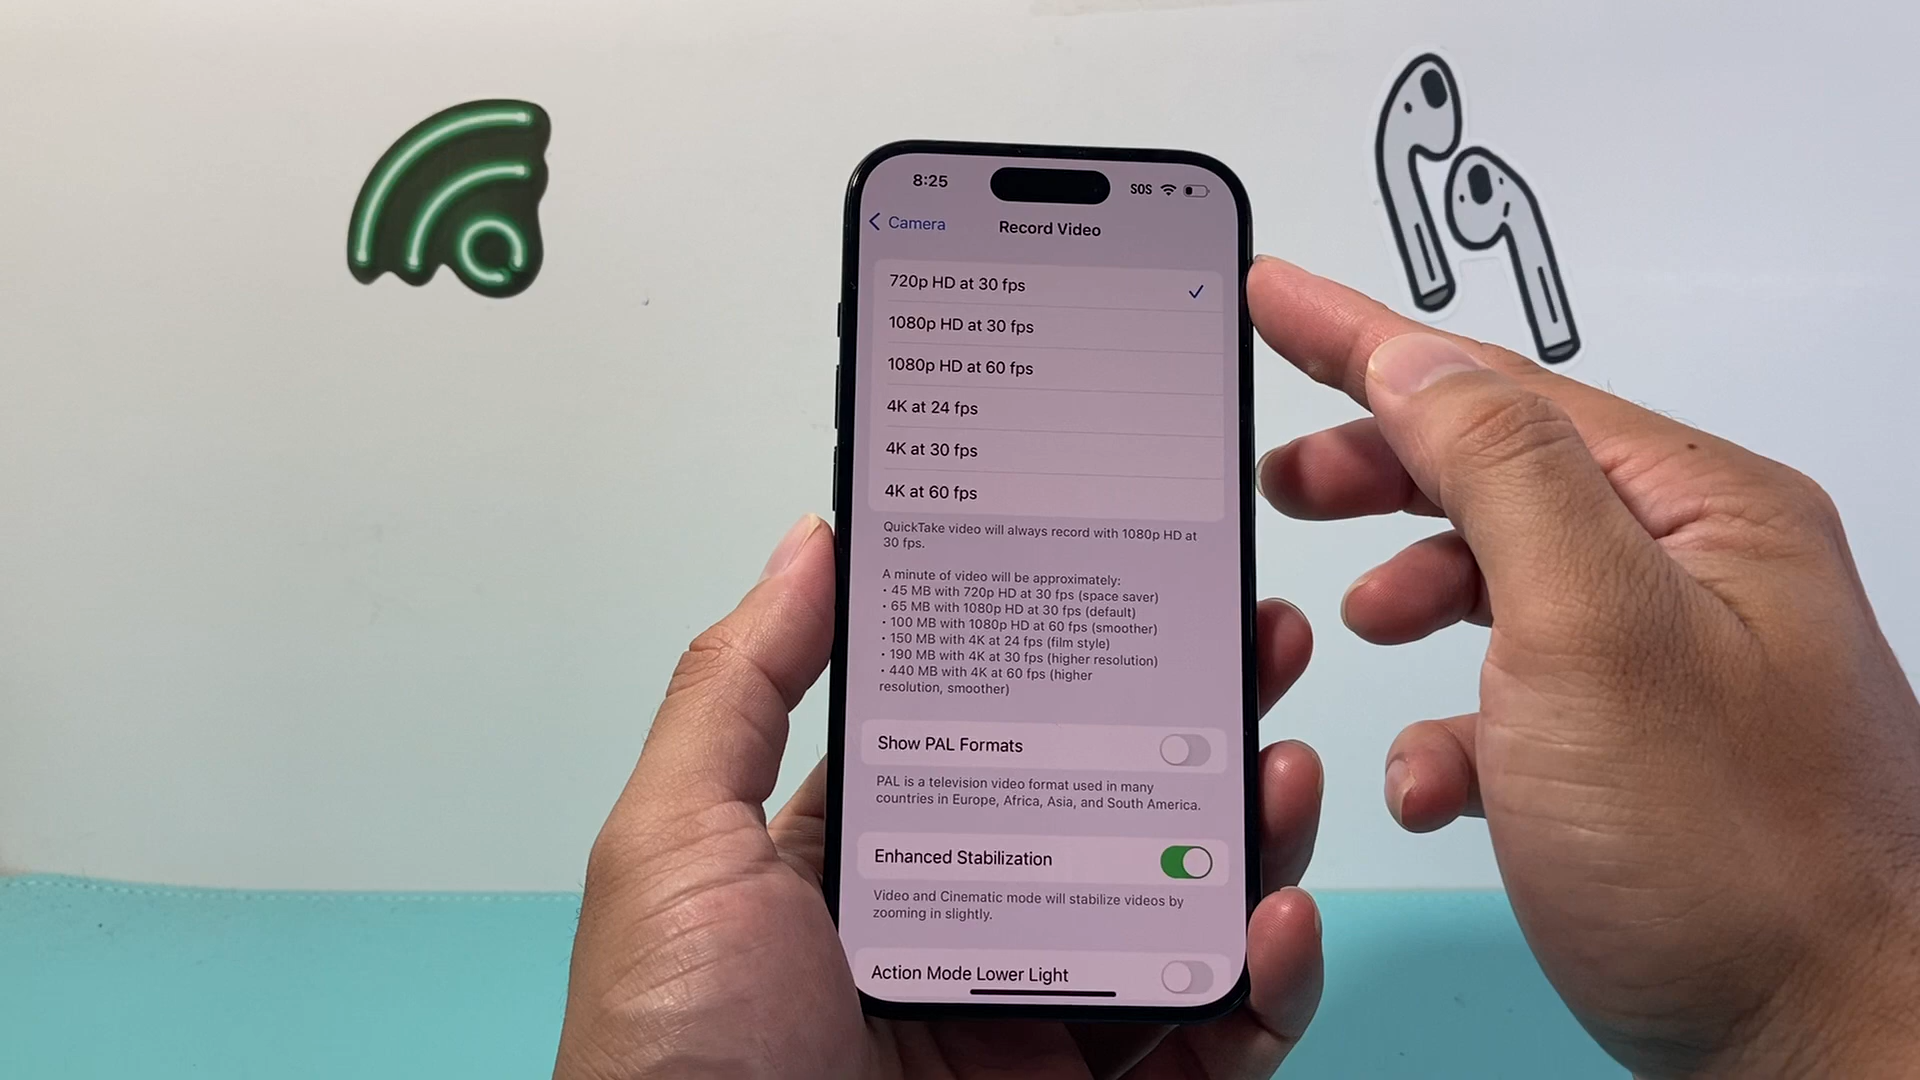 8:25
SOS
Camera
Record Video
720p HD at 30 fps
1080p HD at 30 fps
1080p HD at 60 fps
4K at 24 fps
4K at 30 fps
4K at 60 fps
QuickTake video will always record with 1080p HD at
30 fps.
A minute of video will be approximately:
• 45 MB with 720p HD at 30 fps (space saver)
• 65 MB with 1080p HD at 30 fps (default)
• 100 MB with 1080p HD at 60 fps (smoother)
• 150 MB with 4K at 24 fps (film style)
• 190 MB with 4K at 30 fps (higher resolution)
• 440 MB with 4K at 60 fps (higher
resolution, smoother)
Show PAL Formats
PAL is a television video format used in many
countries in Europe, Africa, Asia, and South America.
Enhanced Stabilization
Video and Cinematic mode will stabilize videos by
zooming in slightly.
Action Mode Lower Light